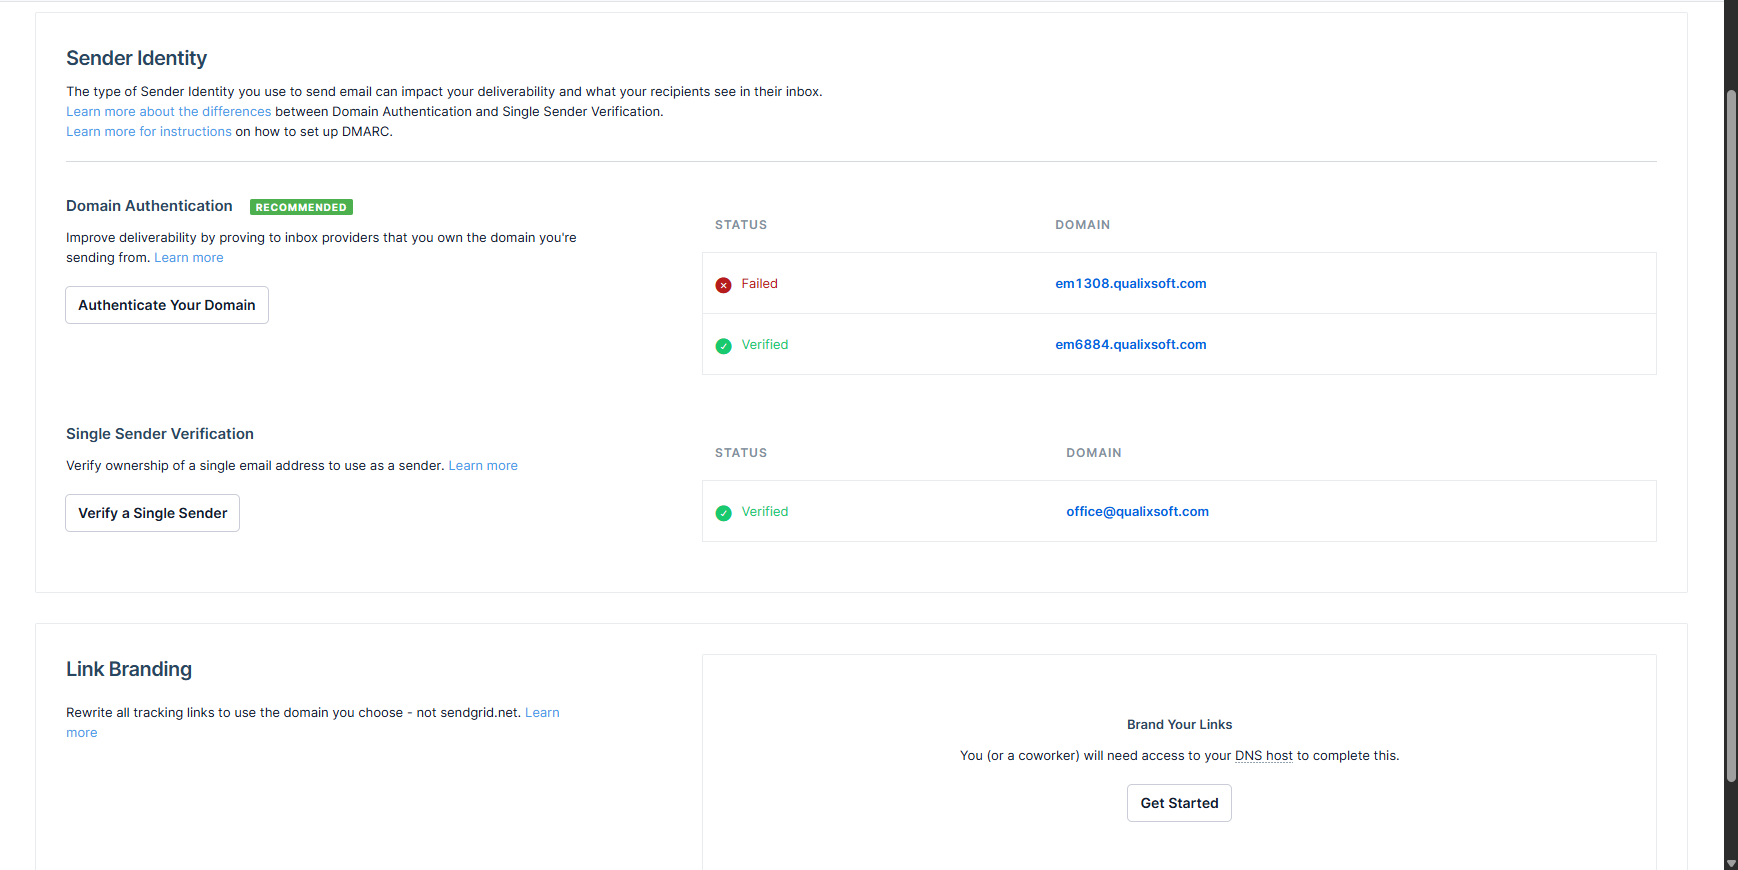 Sender Identity
The type of Sender Identity you use to send email can impact your deliverability and what your recipients see in their inbox.
Learn more about the differences between Domain Authentication and Single Sender Verification.
Learn more for instructions on how to set up DMARC.
Domain Authentication RECOMMENDED
Improve deliverability by proving to inbox providers that you own the domain you're
sending from. Learn more
Authenticate Your Domain
STATUS DOMAIN
Failed em1308.qualixsoft.com
Verified em6884.qualixsoft.com
Single Sender Verification
Verify ownership of a single email address to use as a sender. Learn more
Verify a Single Sender
STATUS DOMAIN
Verified office@qualixsoft.com
Link Branding
Rewrite all tracking links to use the domain you choose - not sendgrid.net. Learn
more
Brand Your Links
You (or a coworker) will need access to your DNS host to complete this.
Get Started